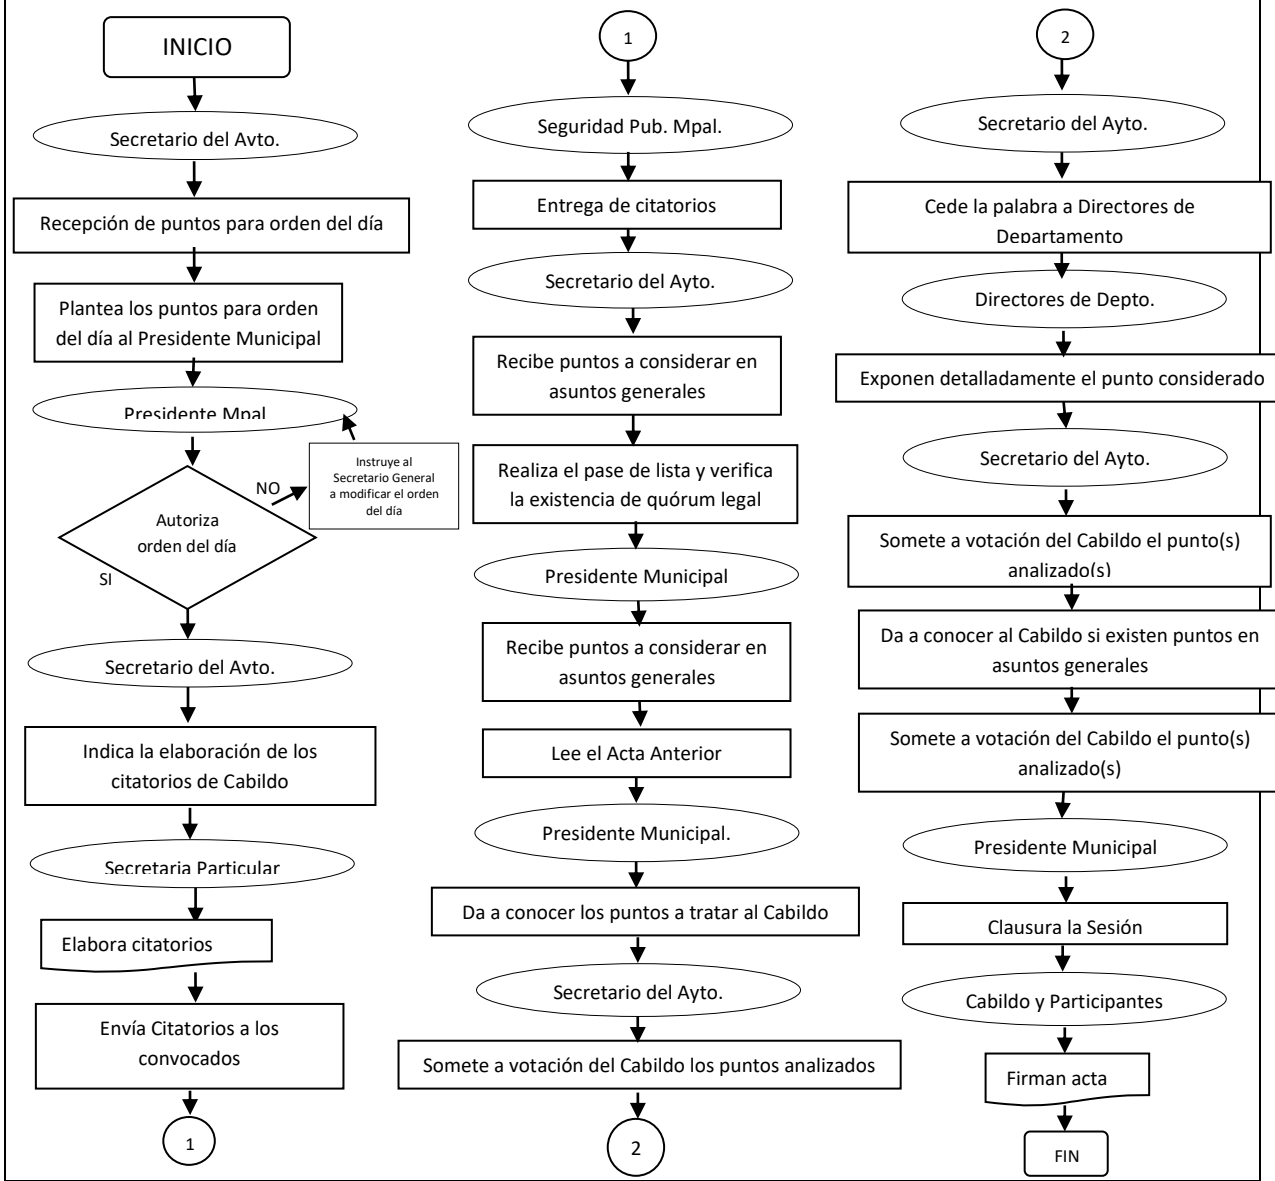 INICIO
Secretario del Avto.
Recepción de puntos para orden del día
Plantea los puntos para orden
del día al Presidente Municipal
Presidente Mpal
Instruye al
Secretario General
a modificar el orden
del día
NO
Autoriza
orden del día
SI
Secretario del Avto.
Indica la elaboración de los
citatorios de Cabildo
Secretaria Particular
Elabora citatorios
Envía Citatorios a los
convocados
1
1
Seguridad Pub. Mpal.
Entrega de citatorios
Secretario del Ayto.
Recibe puntos a considerar en
asuntos generales
Realiza el pase de lista y verifica
la existencia de quórum legal
Presidente Municipal
Recibe puntos a considerar en
asuntos generales
Lee el Acta Anterior
Presidente Municipal.
Da a conocer los puntos a tratar al Cabildo
Secretario del Ayto.
Somete a votación del Cabildo los puntos analizados
2
2
Secretario del Ayto.
Cede la palabra a Directores de
Departamento
Directores de Depto.
Exponen detalladamente el punto considerado
Secretario del Ayto.
Somete a votación del Cabildo el punto(s)
analizado(s)
Da a conocer al Cabildo si existen puntos en
asuntos generales
Somete a votación del Cabildo el punto(s)
analizado(s)
Presidente Municipal
Clausura la Sesión
Cabildo y Participantes
Firman acta
FIN